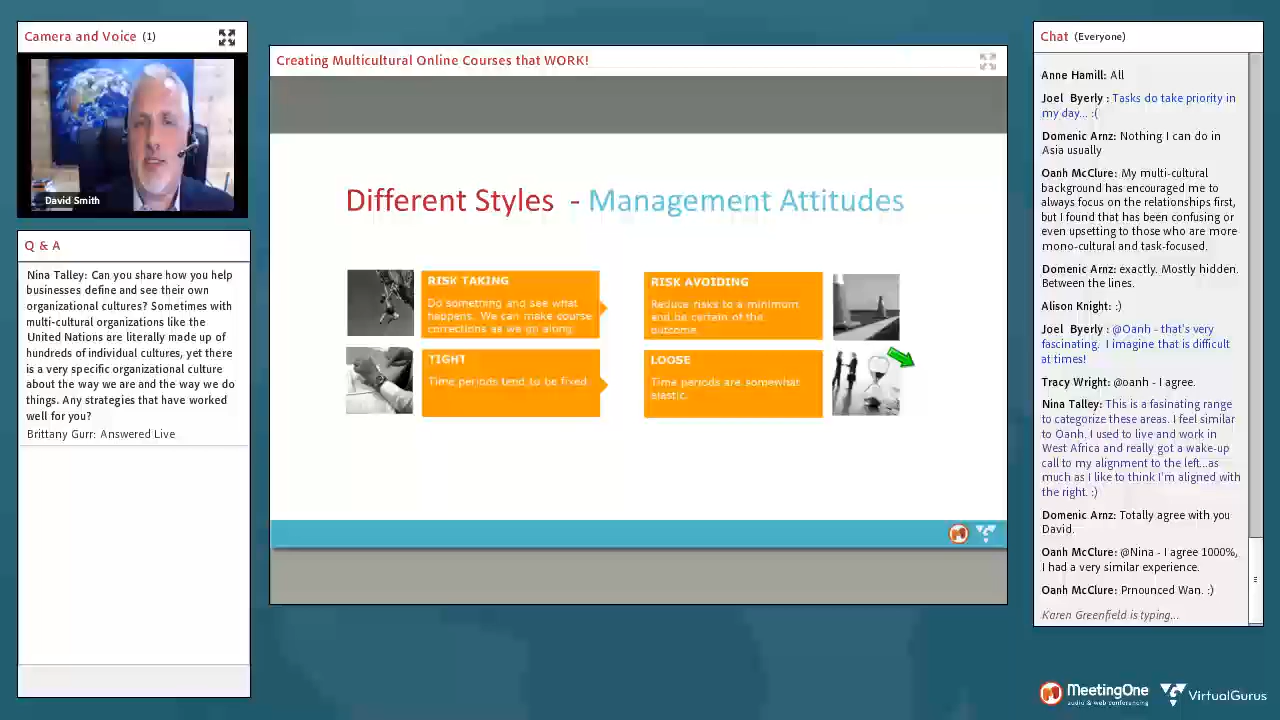 Camera and Voice (1)
David Smith
Q & A
Nina Talley: Can you share how you help
businesses define and see their own
organizational cultures? Sometimes with
multi-cultural organizations like the
United Nations are literally made up of
hundreds of individual cultures, yet there
is a very specific organizational culture
about the way we are and the way we do
things. Any strategies that have worked
well for you?
Brittany Gurr: Answered Live
Creating Multicultural Online Courses that WORK!
Different Styles - Management Attitudes
RISK TAKING
Do something and see what
happens. We can make course
corrections as we go along.
RISK AVOIDING
Reduce risks to a minimum
and be certain of the
outcome.
TIGHT
Time periods tend to be fixed.
LOOSE
Time periods are somewhat
elastic.
Chat (Everyone)
Anne Hamill: All
Joel Byerly : Tasks do take priority in
my day... :(
Domenic Arnz: Nothing I can do in
Asia usually
Oanh McClure: My multi-cultural
background has encouraged me to
always focus on the relationships first,
but I found that has been confusing or
even upsetting to those who are more
mono-cultural and task-focused.
Domenic Arnz: exactly. Mostly hidden.
Between the lines.
Alison Knight: :)
Joel Byerly : @Oanh - that's very
fascinating. I imagine that is difficult
at times!
Tracy Wright: @oanh - I agree.
Nina Talley: This is a fasinating range
to categorize these areas. I feel similar
to Oanh. I used to live and work in
West Africa and really got a wake-up
call to my alignment to the left...as
much as I like to think I'm aligned with
the right. :)
Domenic Arnz: Totally agree with you
David.
Oanh McClure: @Nina - I agree 1000%,
I had a very similar experience.
Oanh McClure: Prnounced Wan. :)
Karen Greenfield is typing...
MeetingOne
audio & web conferencing
VirtualGurus